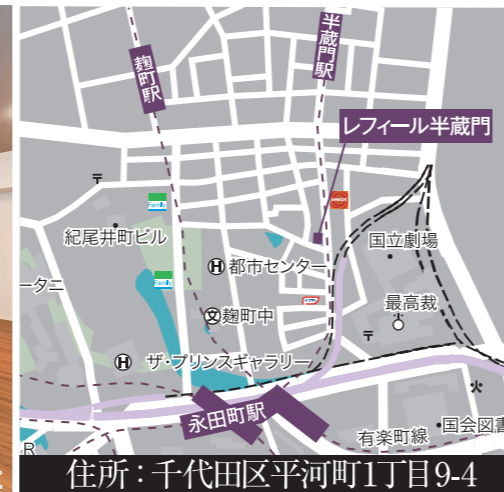 麹町駅
半蔵門駅
レフィール半蔵門
紀尾井町ビル
国立劇場
H都市センター
ータニ
最高裁
文麹町中
H
ザ・プリンスギャラリー
永田町駅
有楽町線
国会図書
R
住所：千代田区平河町1丁目9-4